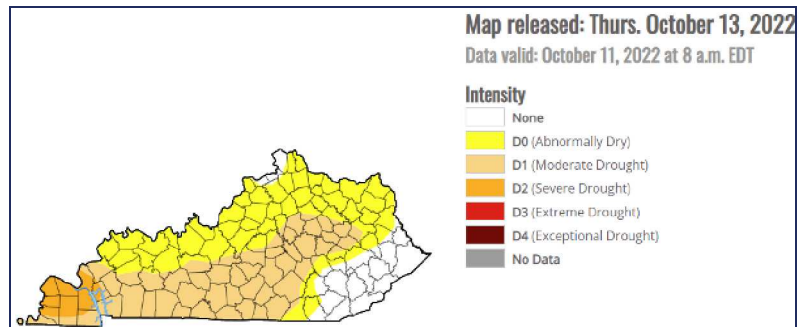 Map released: Thurs. October 13, 2022
Data valid: October 11, 2022 at 8 a.m. EDT
Intensity
None
D0 (Abnormally Dry)
D1 (Moderate Drought)
D2 (Severe Drought)
D3 (Extreme Drought)
D4 (Exceptional Drought)
No Data